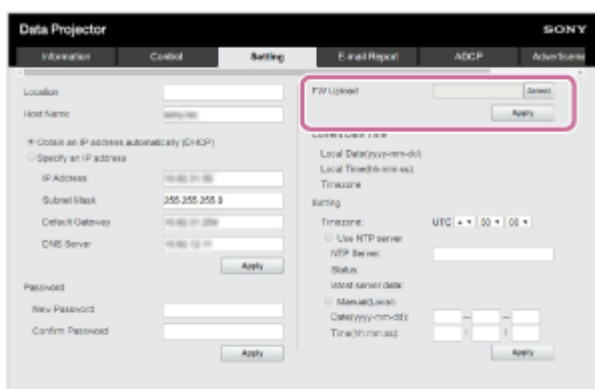 Data Projector
SONY
Information Control Setting E-mail Report ADCP Advertiseme
Location
Host Name
Obtain an IP address automatically (DHCP)
Specify an IP address
IP Address
Subnet Mask 255.255.255.0
Default Gateway
DNS Server
Apply
Password
New Password
Confirm Password
Apply
FW Upload Select
Apply
Current Date Time
Local Date(yyyy-mm-dd):
Local Time(hh:mm:ss):
Timezone
Setting
Timezone: UTC + 00 : 00
Use NTP server
NTP Server:
Status:
Manual(Local)
Date(yyyy-mm-dd):
Time(hh:mm:ss):
Apply